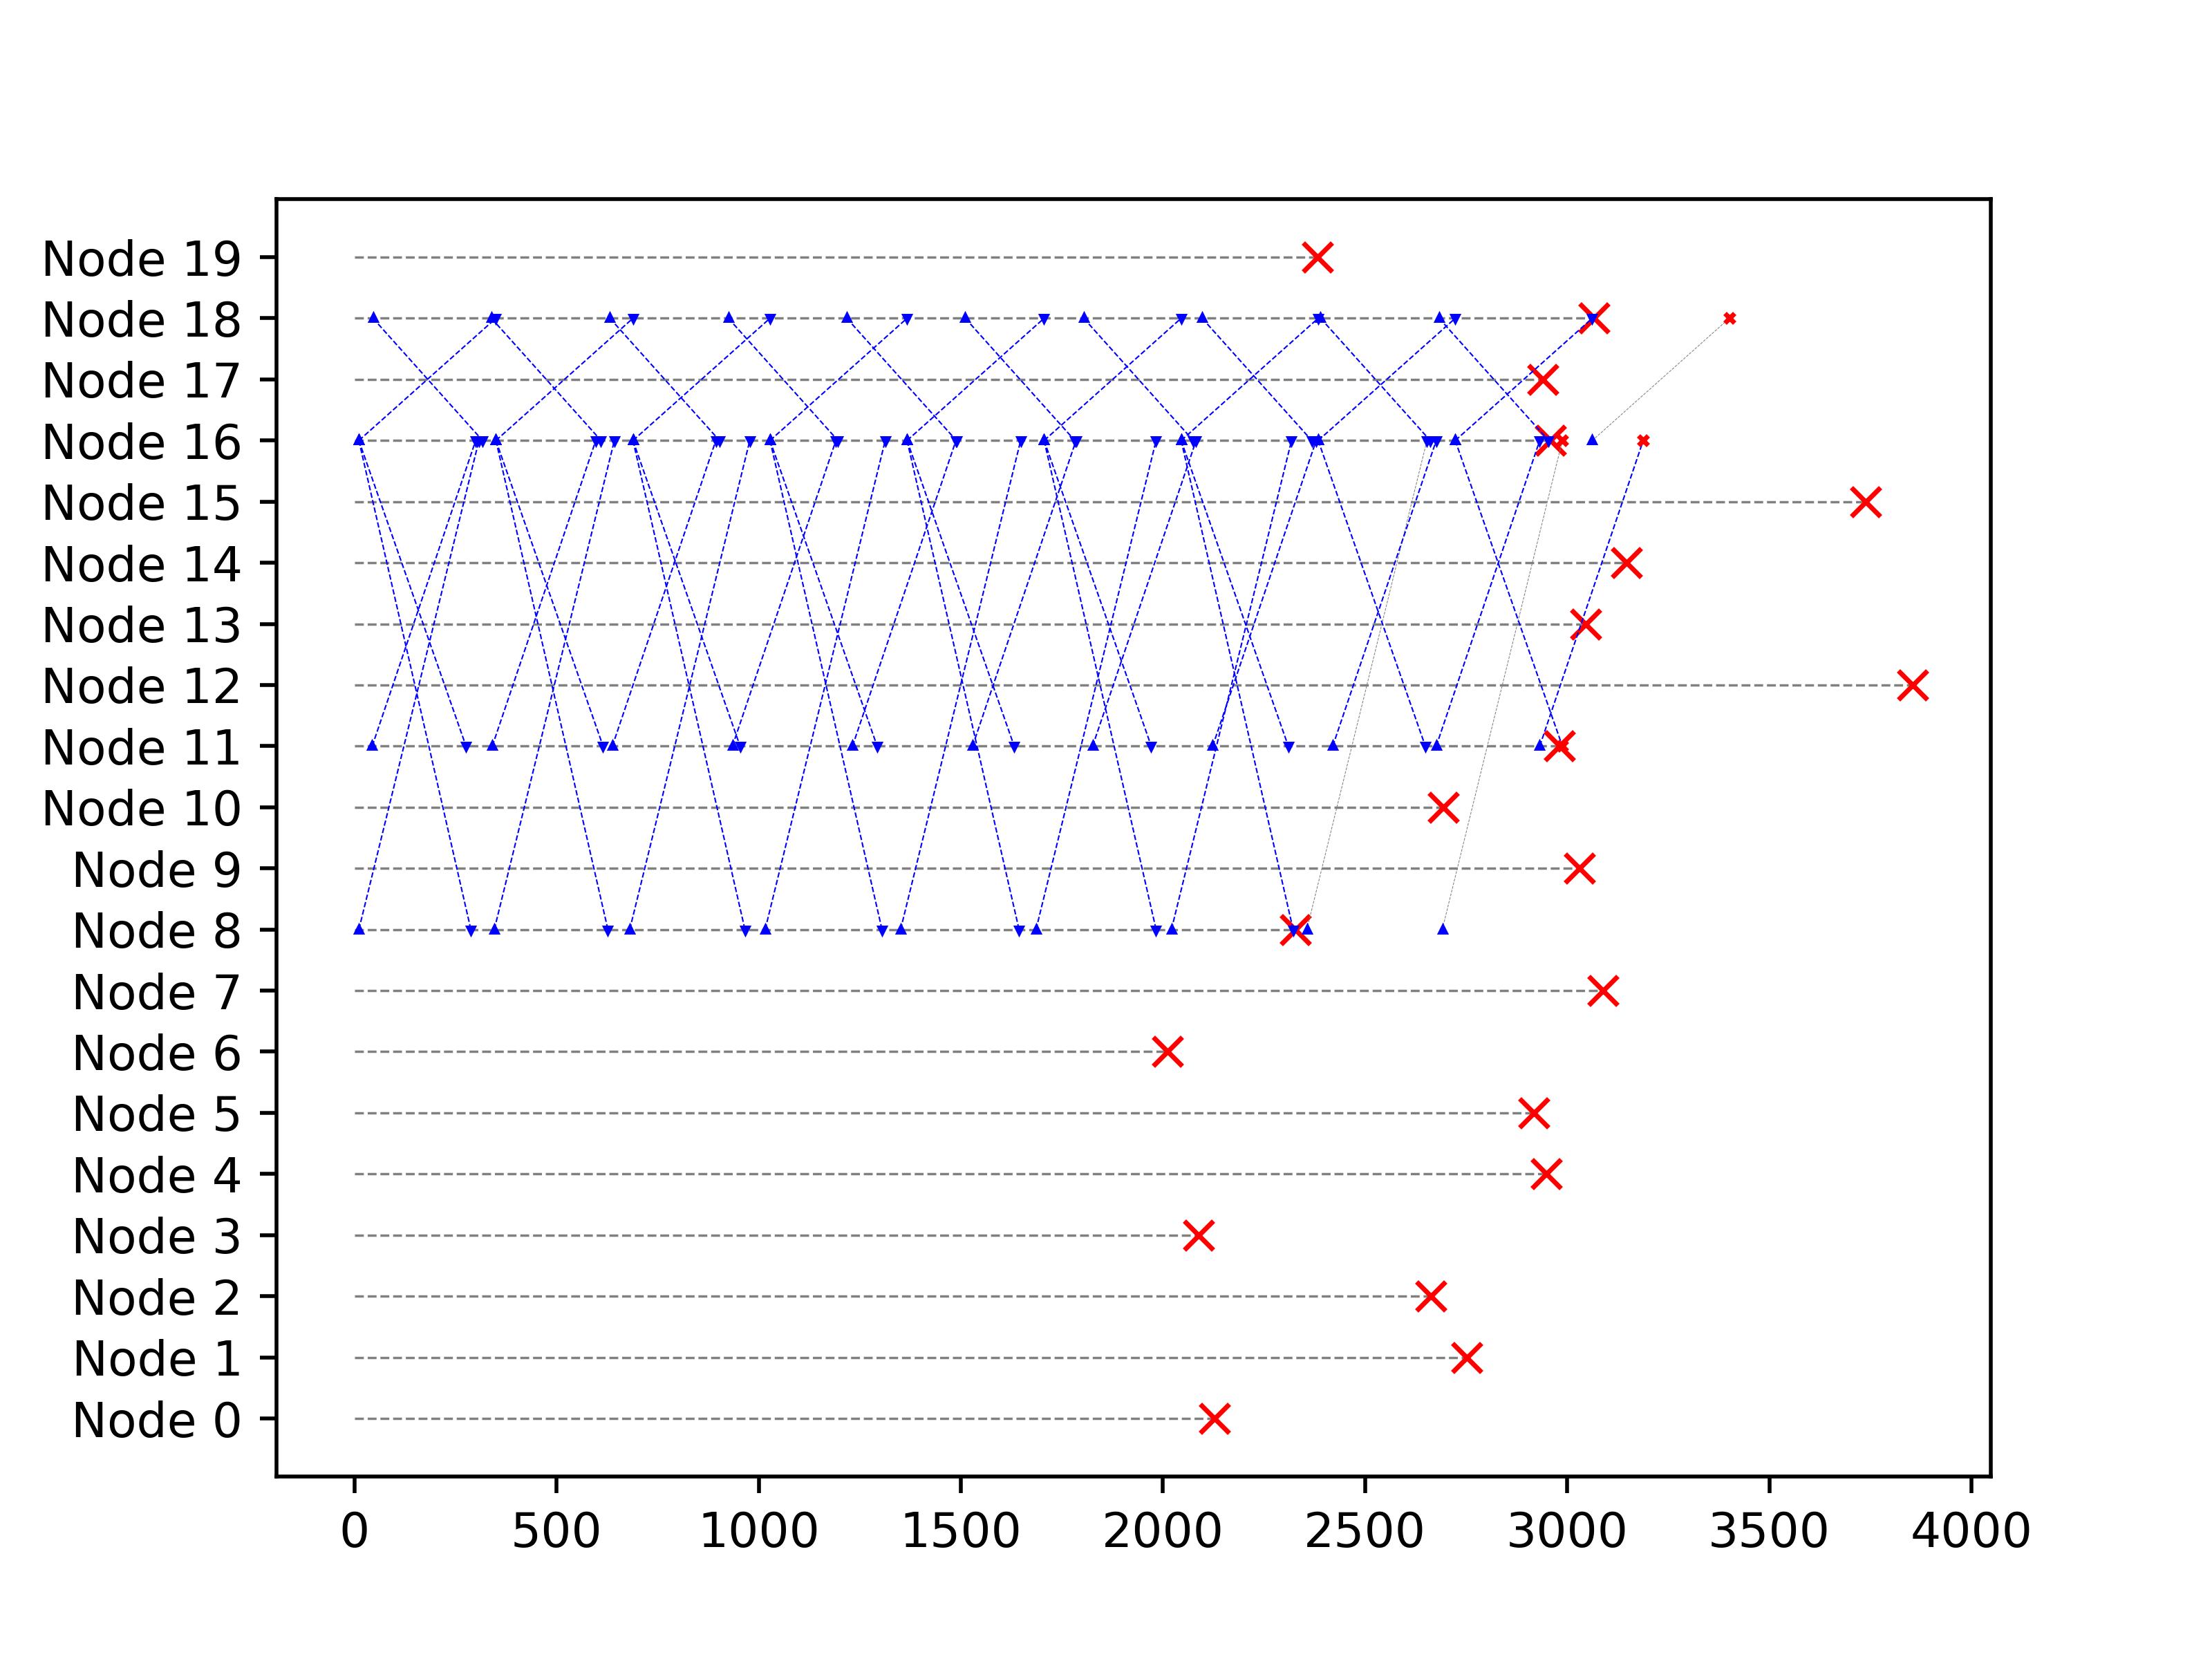 Node 19
Node 18
Node 17
Node 16
Node 15
Node 14
Node 13
Node 12
Node 11
Node 10
Node 9
Node 8
Node 7
Node 6
Node 5
Node 4
Node 3
Node 2
Node 1
Node 0
0 500 1000 1500 2000 2500 3000 3500 4000